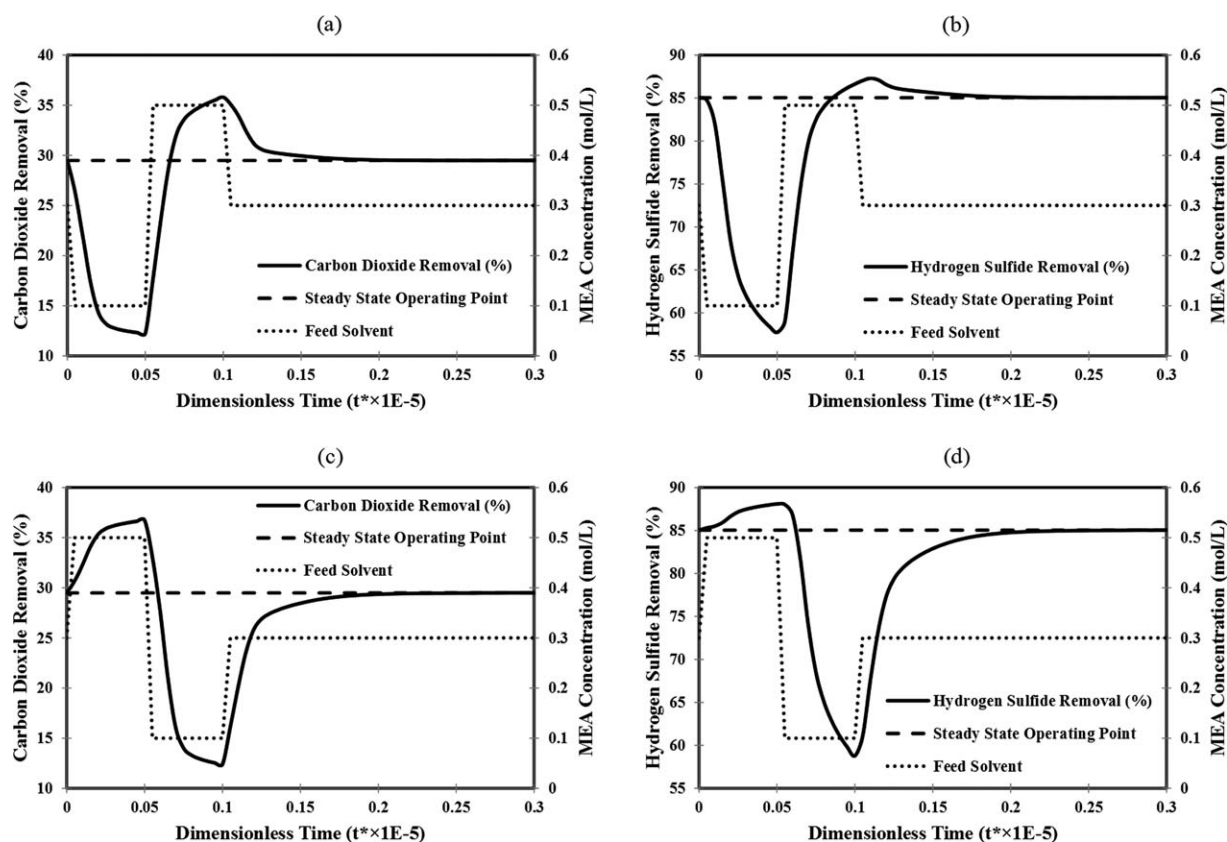 (a)
Carbon Dioxide Removal (%)
40
35
30
25
20
15
10
0.6
0.5
0.4
0.3
0.2
0.1
0
MEA Concentration (mol/L)
Carbon Dioxide Removal (%)
Steady State Operating Point
Feed Solvent
0 0.05 0.1 0.15 0.2 0.25 0.3
Dimensionless Time (t*×1E-5)
(b)
Hydrogen Sulfide Removal (%)
90
85
80
75
70
65
60
55
0.6
0.5
0.4
0.3
0.2
0.1
0
MEA Concentration (mol/L)
Hydrogen Sulfide Removal (%)
Steady State Operating Point
Feed Solvent
0 0.05 0.1 0.15 0.2 0.25 0.3
Dimensionless Time (t*×1E-5)
(c)
Carbon Dioxide Removal (%)
40
35
30
25
20
15
10
0.6
0.5
0.4
0.3
0.2
0.1
0
MEA Concentration (mol/L)
Carbon Dioxide Removal (%)
Steady State Operating Point
Feed Solvent
0 0.05 0.1 0.15 0.2 0.25 0.3
Dimensionless Time (t*×1E-5)
(d)
Hydrogen Sulfide Removal (%)
90
85
80
75
70
65
60
55
0.6
0.5
0.4
0.3
0.2
0.1
0
MEA Concentration (mol/L)
Hydrogen Sulfide Removal (%)
Steady State Operating Point
Feed Solvent
0 0.05 0.1 0.15 0.2 0.25 0.3
Dimensionless Time (t*×1E-5)